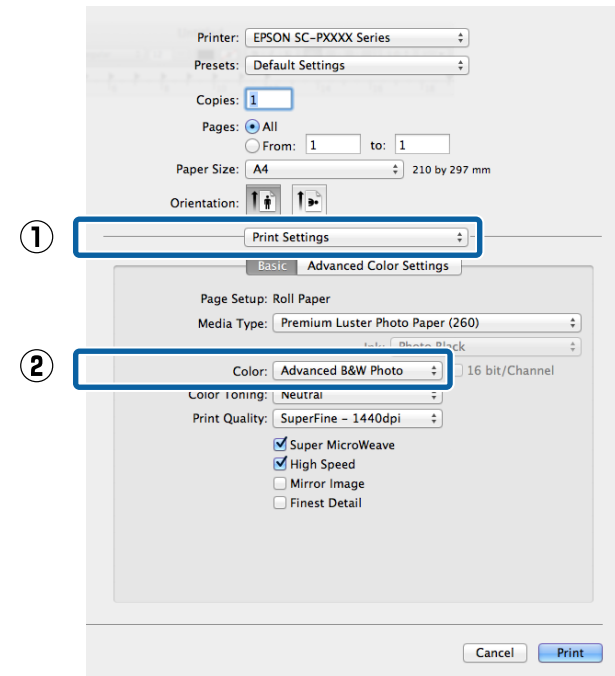 Printer: EPSON SC-PXXXX Series
Presets: Default Settings
Copies: 1
Pages: All
From: 1 to: 1
Paper Size: A4 210 by 297 mm
Orientation:
① Print Settings
Basic Advanced Color Settings
Page Setup: Roll Paper
Media Type: Premium Luster Photo Paper (260)
Ink: Photo Black
② Color: Advanced B&W Photo 16 bit/Channel
Color Toning: Neutral
Print Quality: SuperFine – 1440dpi
Super MicroWeave
High Speed
Mirror Image
Finest Detail
Cancel Print